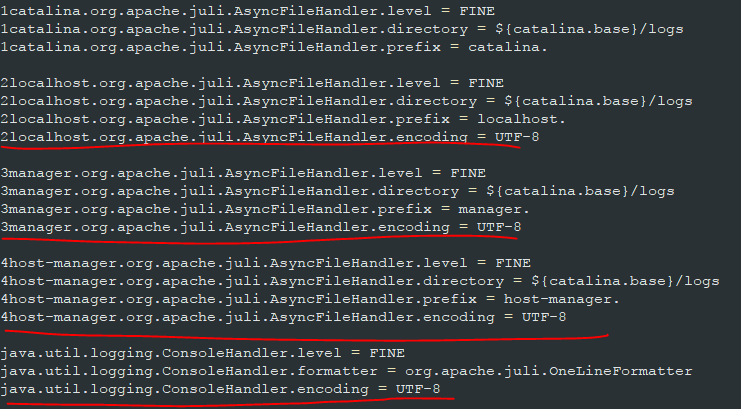 1catalina.org.apache.juli.AsyncFileHandler.level = FINE
1catalina.org.apache.juli.AsyncFileHandler.directory = ${catalina.base}/logs
1catalina.org.apache.juli.AsyncFileHandler.prefix = catalina.
2localhost.org.apache.juli.AsyncFileHandler.level = FINE
2localhost.org.apache.juli.AsyncFileHandler.directory = ${catalina.base}/logs
2localhost.org.apache.juli.AsyncFileHandler.prefix = localhost.
2localhost.org.apache.juli.AsyncFileHandler.encoding = UTF-8
3manager.org.apache.juli.AsyncFileHandler.level = FINE
3manager.org.apache.juli.AsyncFileHandler.directory = ${catalina.base}/logs
3manager.org.apache.juli.AsyncFileHandler.prefix = manager.
3manager.org.apache.juli.AsyncFileHandler.encoding = UTF-8
4host-manager.org.apache.juli.AsyncFileHandler.level = FINE
4host-manager.org.apache.juli.AsyncFileHandler.directory = ${catalina.base}/logs
4host-manager.org.apache.juli.AsyncFileHandler.prefix = host-manager.
4host-manager.org.apache.juli.AsyncFileHandler.encoding = UTF-8
java.util.logging.ConsoleHandler.level = FINE
java.util.logging.ConsoleHandler.formatter = org.apache.juli.OneLineFormatter
java.util.logging.ConsoleHandler.encoding = UTF-8